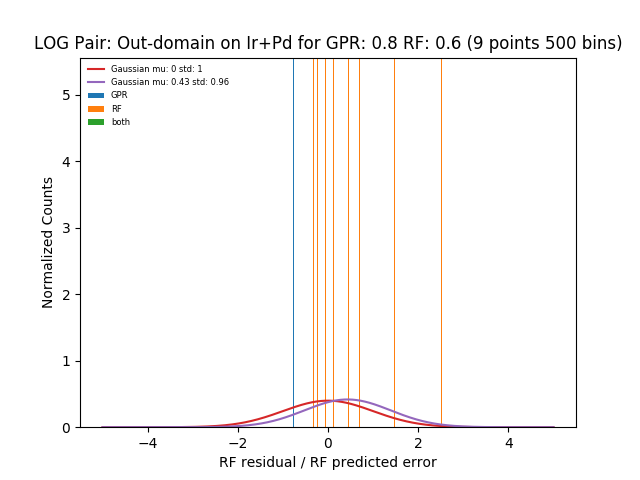 LOG Pair: Out-domain on Ir+Pd for GPR: 0.8 RF: 0.6 (9 points 500 bins)
Gaussian mu: 0 std: 1
Gaussian mu: 0.43 std: 0.96
GPR
RF
both
5
4
3
2
1
0
Normalized Counts
−4 −2 0 2 4
RF residual / RF predicted error